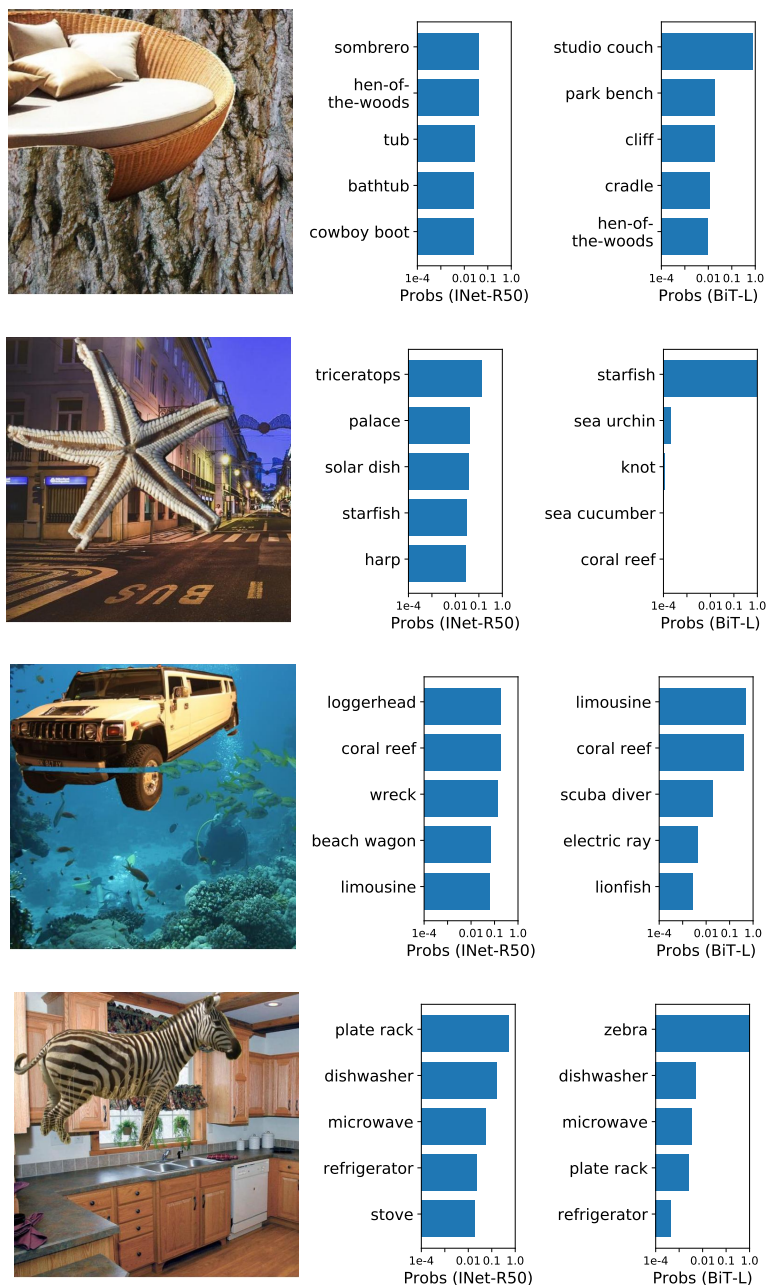 sombrero
hen-of-
the-woods
tub
bathtub
cowboy boot
1e-4 0.01 0.1 1.0
Probs (INet-R50)
studio couch
park bench
cliff
cradle
hen-of-
the-woods
1e-4 0.01 0.1 1.0
Probs (BiT-L)
BUS
triceratops
palace
solar dish
starfish
harp
1e-4 0.01 0.1 1.0
Probs (INet-R50)
starfish
sea urchin
knot
sea cucumber
coral reef
1e-4 0.01 0.1 1.0
Probs (BiT-L)
loggerhead
coral reef
wreck
beach wagon
limousine
1e-4 0.01 0.1 1.0
Probs (INet-R50)
limousine
coral reef
scuba diver
electric ray
lionfish
1e-4 0.01 0.1 1.0
Probs (BiT-L)
plate rack
dishwasher
microwave
refrigerator
stove
1e-4 0.01 0.1 1.0
Probs (INet-R50)
zebra
dishwasher
microwave
plate rack
refrigerator
1e-4 0.01 0.1 1.0
Probs (BiT-L)